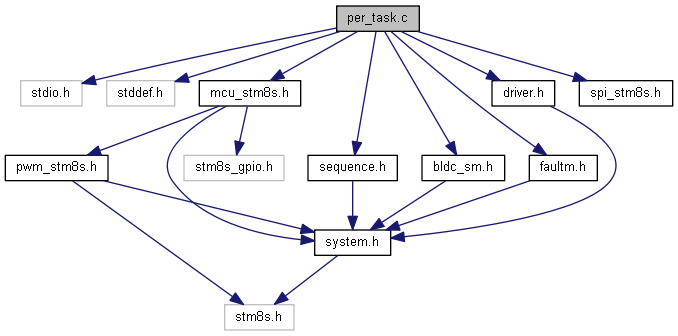 per_task.c
stdio.h
stddef.h
mcu_stm8s.h
driver.h
spi_stm8s.h
pwm_stm8s.h
stm8s_gpio.h
sequence.h
bldc_sm.h
faultm.h
system.h
stm8s.h